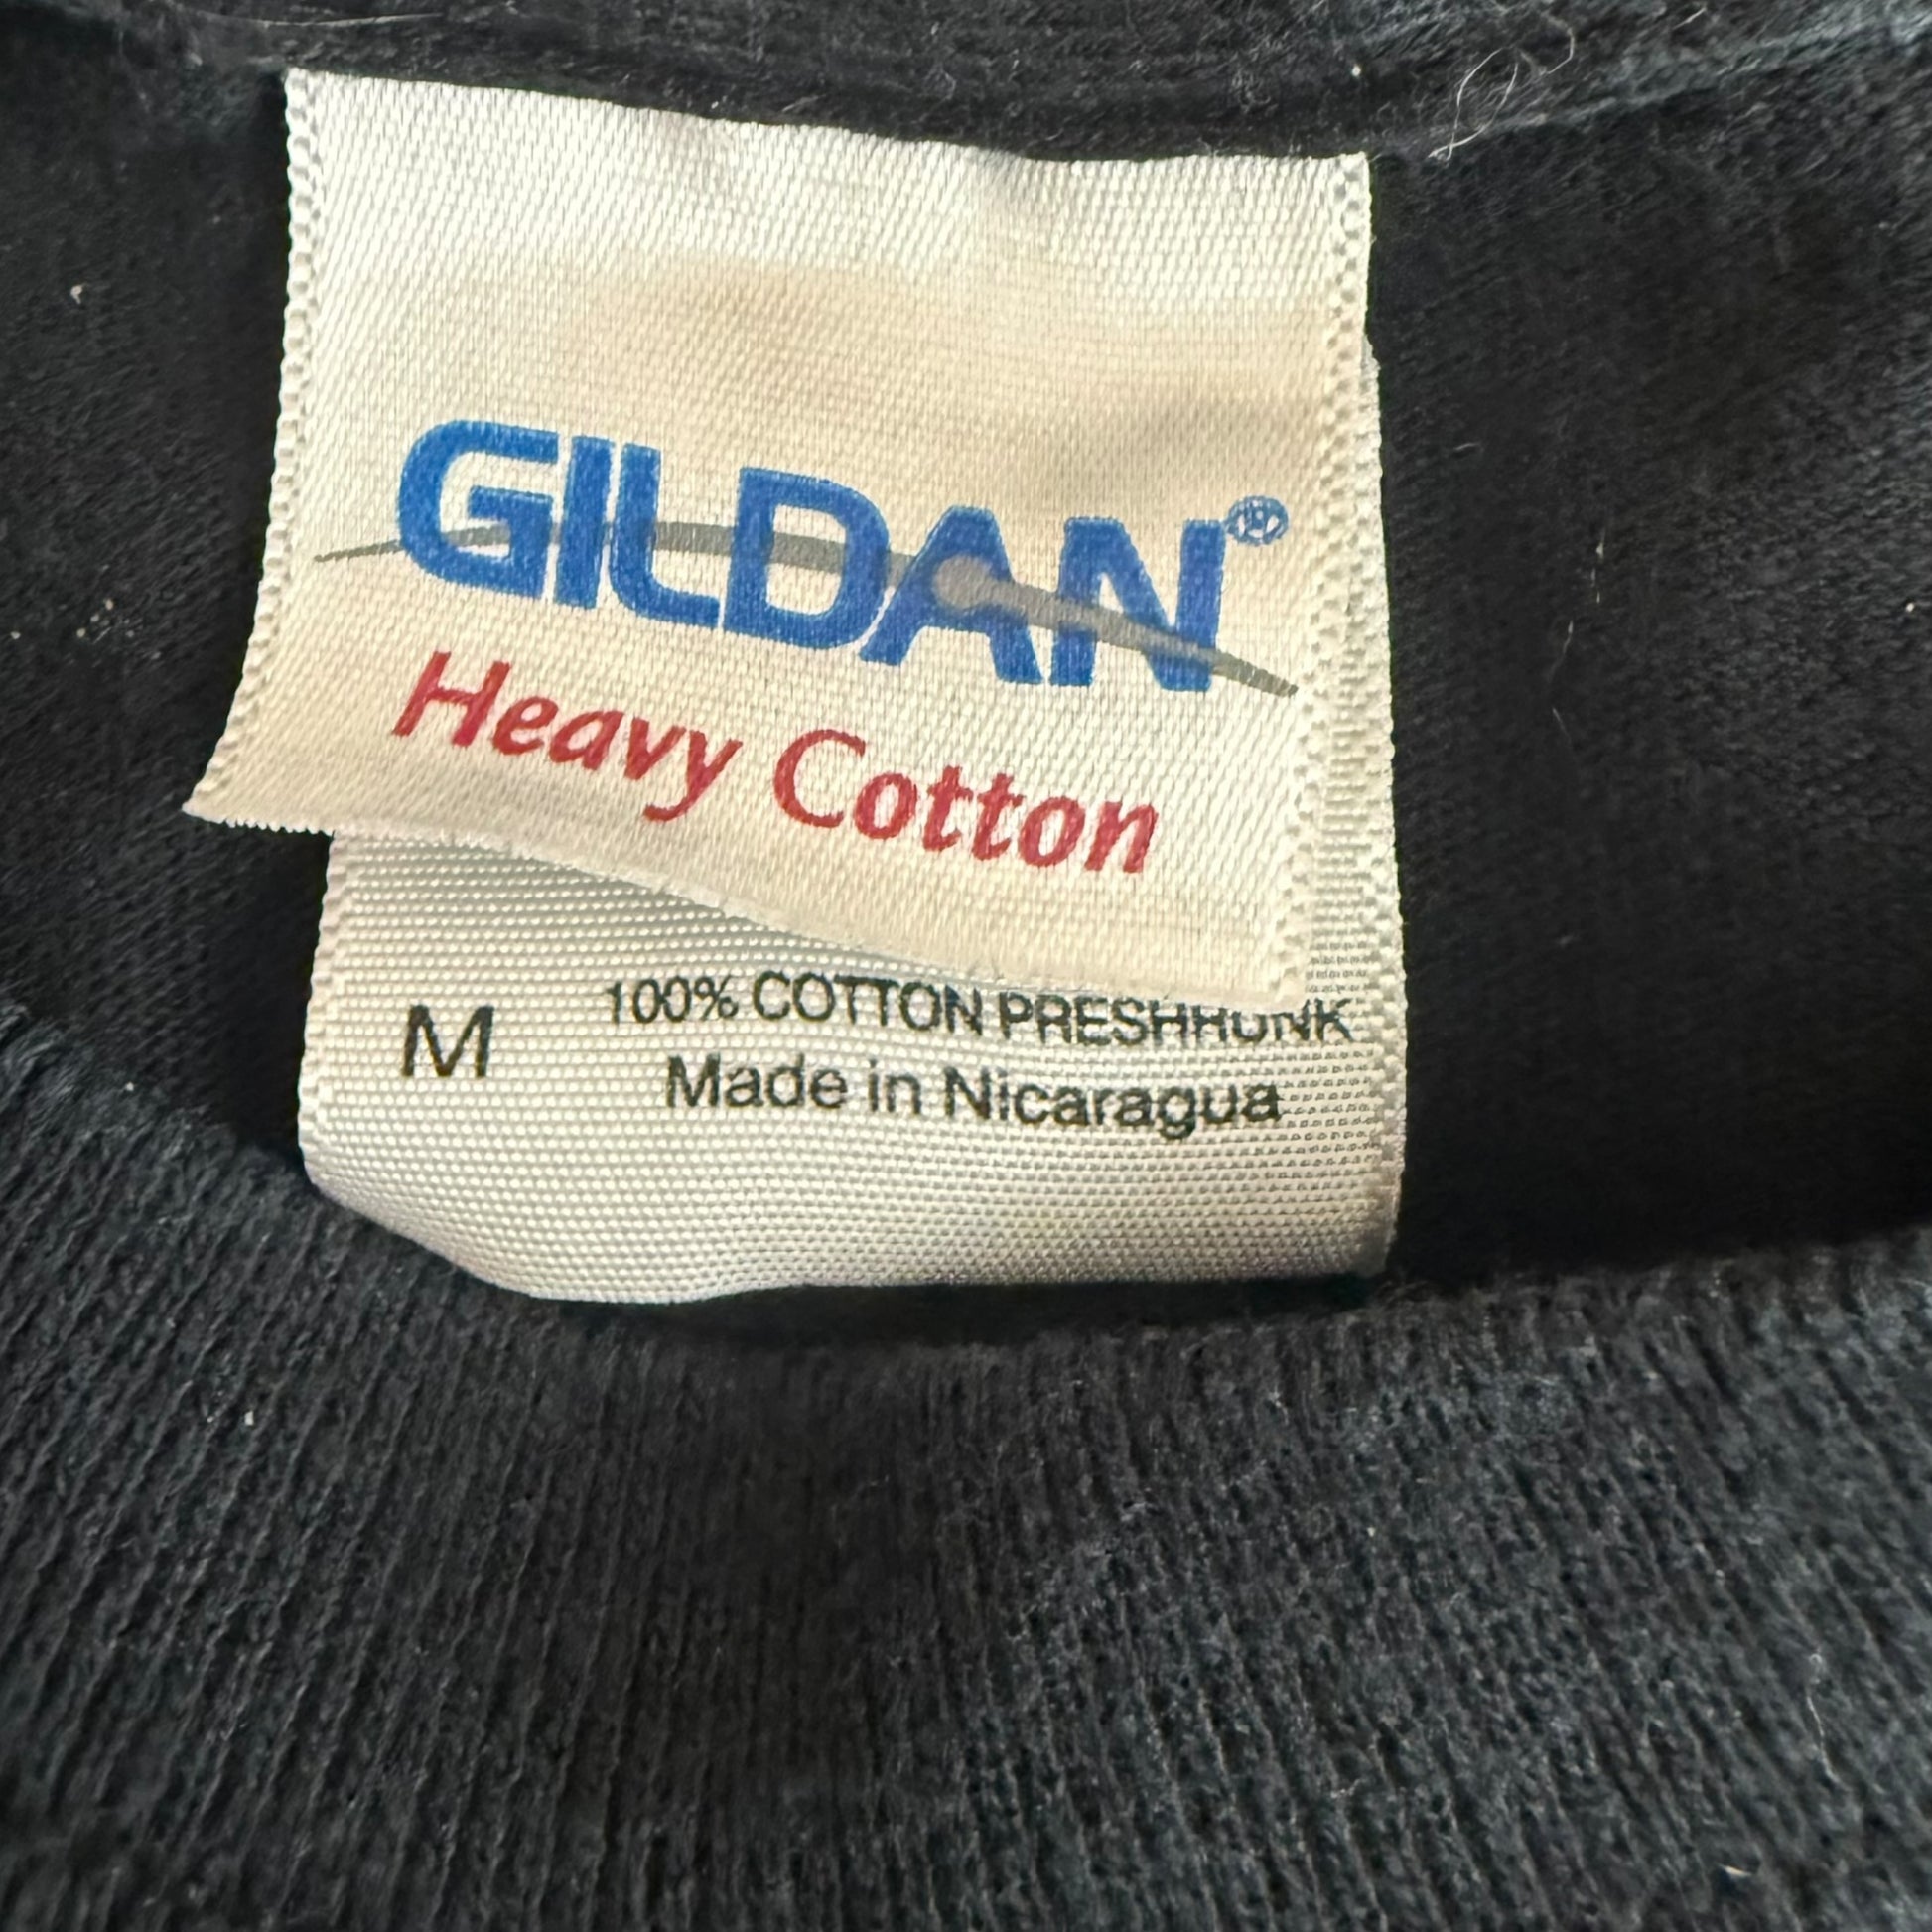 GILDAN®
Heavy Cotton
100% COTTON PRESHRUNK
M
Made in Nicaragua